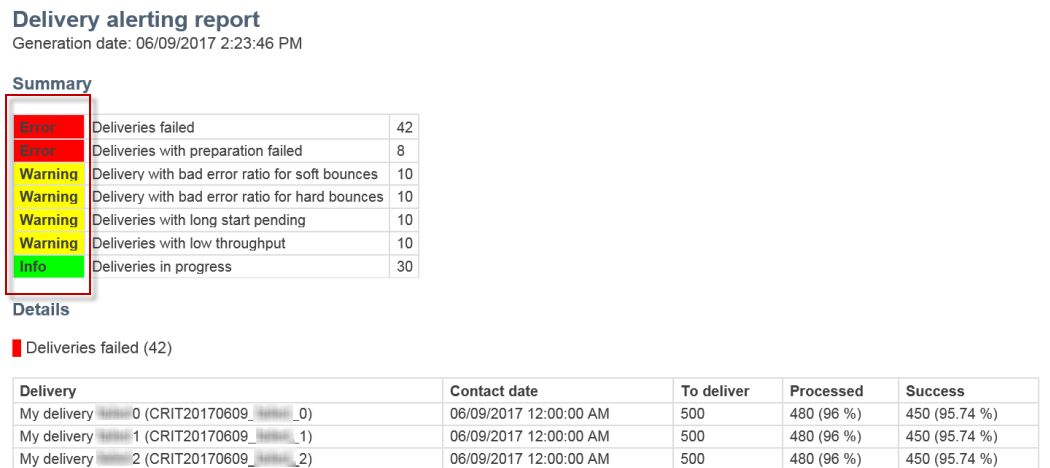 Delivery alerting report
Generation date: 06/09/2017 2:23:46 PM
Summary
Error Deliveries failed 42
Error Deliveries with preparation failed 8
Warning Delivery with bad error ratio for soft bounces 10
Warning Delivery with bad error ratio for hard bounces 10
Warning Deliveries with long start pending 10
Warning Deliveries with low throughput 10
Info Deliveries in progress 30
Details
Deliveries failed (42)
Delivery Contact date To deliver Processed Success
My delivery 0 (CRIT20170609_ _0) 06/09/2017 12:00:00 AM 500 480 (96 %) 450 (95.74 %)
My delivery 1 (CRIT20170609_ _1) 06/09/2017 12:00:00 AM 500 480 (96 %) 450 (95.74 %)
My delivery 2 (CRIT20170609_ _2) 06/09/2017 12:00:00 AM 500 480 (96 %) 450 (95.74 %)